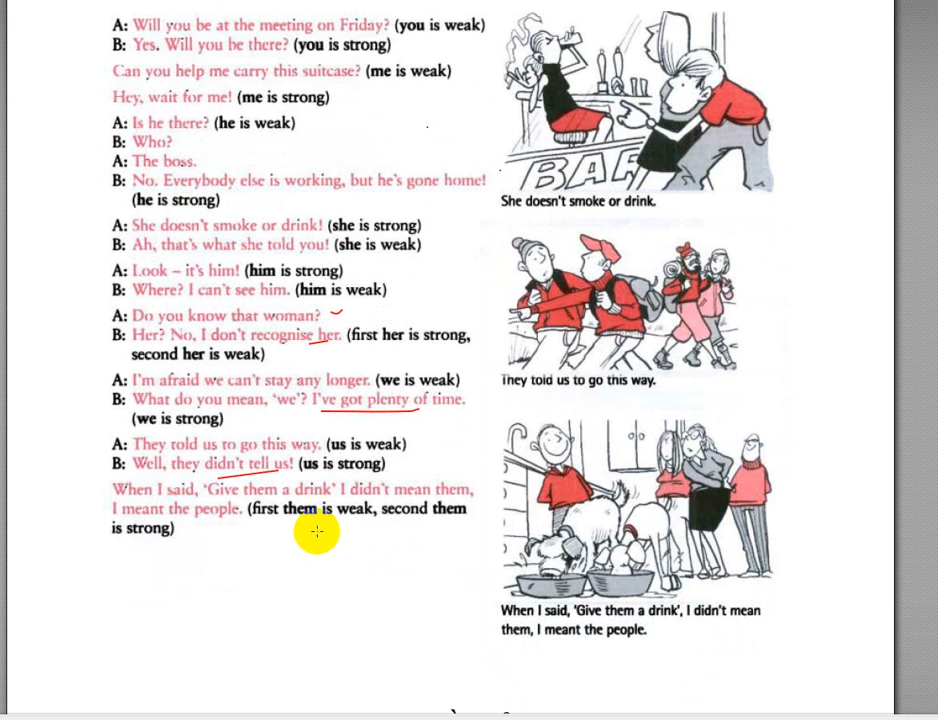 A: Will you be at the meeting on Friday? (you is weak)
B: Yes. Will you be there? (you is strong)
Can you help me carry this suitcase? (me is weak)
Hey, wait for me! (me is strong)
A: Is he there? (he is weak)
B: Who?
A: The boss.
B: No. Everybody else is working, but he's gone home!
(he is strong)
A: She doesn't smoke or drink! (she is strong)
B: Ah, that's what she told you! (she is weak)
A: Look – it's him! (him is strong)
B: Where? I can't see him. (him is weak)
A: Do you know that woman?
B: Her? No, I don't recognise her. (first her is strong,
second her is weak)
A: I'm afraid we can't stay any longer. (we is weak)
B: What do you mean, 'we'? I've got plenty of time.
(we is strong)
A: They told us to go this way. (us is weak)
B: Well, they didn't tell us! (us is strong)
When I said, 'Give them a drink' I didn't mean them,
I meant the people. (first them is weak, second them
is strong)
BAR
She doesn't smoke or drink.
They told us to go this way.
When I said, 'Give them a drink', I didn't mean
them, I meant the people.